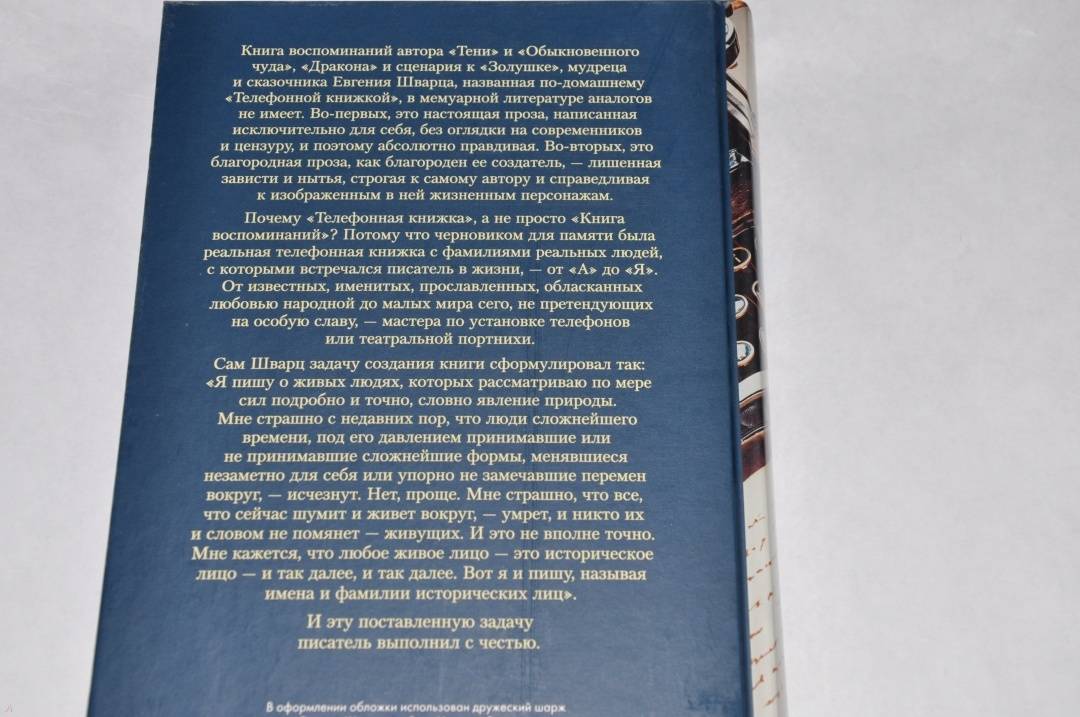 Книга воспоминаний автора «Тени» и «Обыкновенного
чуда», «Дракона» и сценария к «Золушке», мудреца
и сказочника Евгения Шварца, названная по-домашнему
«Телефонной книжкой», в мемуарной литературе аналогов
не имеет. Во-первых, это настоящая проза, написанная
исключительно для себя, без оглядки на современников
и цензуру, и поэтому абсолютно правдивая. Во-вторых, это
благородная проза, как благороден ее создатель, — лишенная
зависти и нытья, строгая к самому автору и справедливая
к изображенным в ней жизненным персонажам.
Почему «Телефонная книжка», а не просто «Книга
воспоминаний»? Потому что черновиком для памяти была
реальная телефонная книжка с фамилиями реальных людей,
с которыми встречался писатель в жизни, — от «А» до «Я».
От известных, именитых, прославленных, обласканных
любовью народной до малых мира сего, не претендующих
на особую славу, — мастера по установке телефонов
или театральной портнихи.
Сам Шварц задачу создания книги сформулировал так:
«Я пишу о живых людях, которых рассматриваю по мере
сил подробно и точно, словно явление природы.
Мне страшно с недавних пор, что люди сложнейшего
времени, под его давлением принимавшие или
не принимавшие сложнейшие формы, менявшиеся
незаметно для себя или упорно не замечавшие перемен
вокруг, — исчезнут. Нет, проще. Мне страшно, что все,
что сейчас шумит и живет вокруг, — умрет, и никто их
и словом не помянет — живущих. И это не вполне точно.
Мне кажется, что любое живое лицо — это историческое
лицо — и так далее, и так далее. Вот я и пишу, называя
имена и фамилии исторических лиц».
И эту поставленную задачу
писатель выполнил с честью.
В оформлении обложки использован дружеский шарж